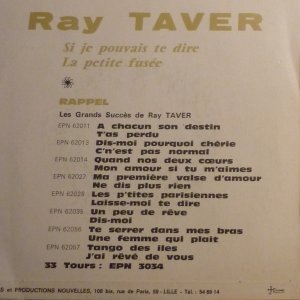 Ray TAVER
Si je pouvais te dire
La petite fusée
RAPPEL
Les Grands Succès de Ray TAVER
EPN 62011 A chacun son destin
T'as perdu
EPN 62013 Dis-moi pourquoi chérie
C'n'est pas normal
EPN 62014 Quand nos deux cœurs
Mon amour si tu m'aimes
EPN 62027 Ma première valse d'amour
Ne dis plus rien
EPN 62028 Les p'tites parisiennes
Laisse-moi te dire
EPN 62035 Un peu de rêve
Dis-moi
EPN 62056 Te serrer dans mes bras
Une femme qui plait
EPN 62057 Tango des iles
J'ai rêvé de vous
33 Tours : EPN 3034
S et PRODUCTIONS NOUVELLES, 108 bis, rue de Paris, 59 - LILLE - Tél. : 54-69-14